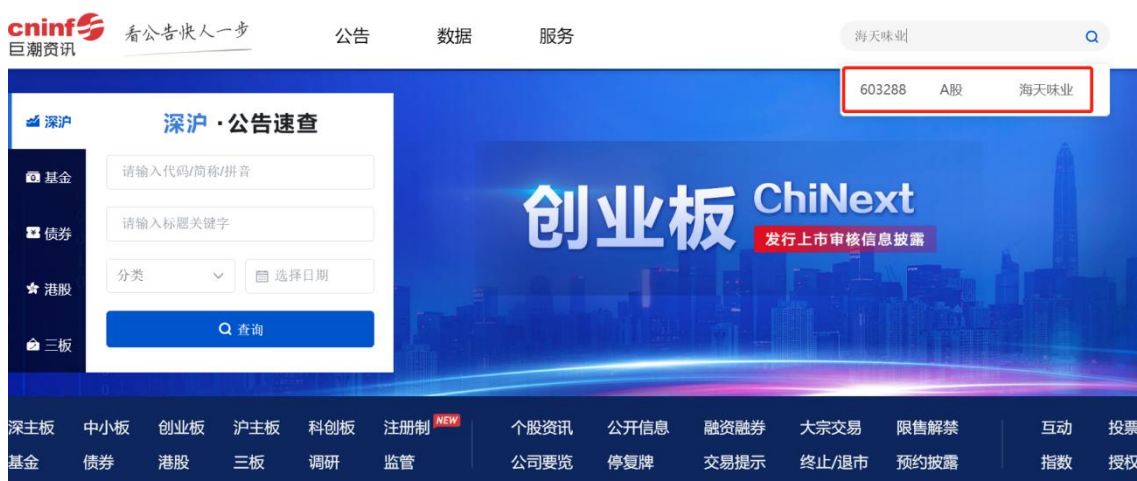 cninf
巨潮资讯
看公告快人一步
公告 数据 服务
海天味业
603288 A股 海天味业
深沪
基金
债券
港股
三板
深沪·公告速查
请输入代码/简称/拼音
请输入标题关键字
分类 选择日期
查询
创业板 ChiNext
发行上市审核信息披露
深主板 中小板 创业板 沪主板 科创板 注册制 NEW 个股资讯 公开信息 融资融券 大宗交易 限售解禁 互动 投票
基金 债券 港股 三板 调研 监管 公司要览 停复牌 交易提示 终止/退市 预约披露 指数 授权